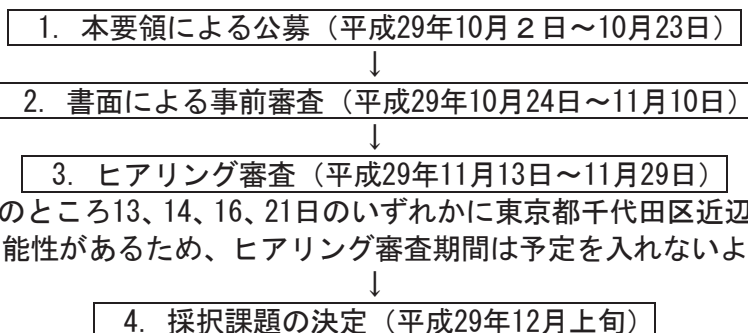 1. 本要領による公募（平成29年10月２日～10月23日）
↓
2. 書面による事前審査（平成29年10月24日～11月10日）
↓
3. ヒアリング審査（平成29年11月13日～11月29日）
のところ13、14、16、21日のいずれかに東京都千代田区近辺
能性があるため、ヒアリング審査期間は予定を入れないよ
↓
4. 採択課題の決定（平成29年12月上旬）